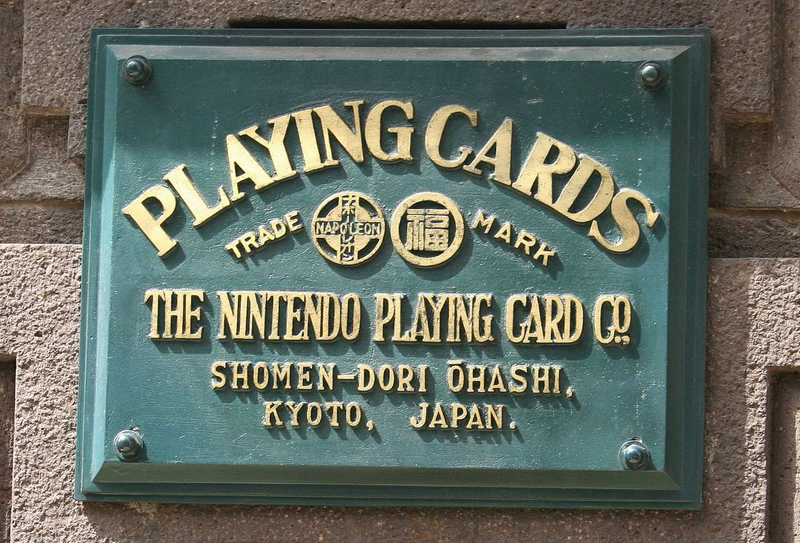 PLAYING CARDS
TRADE NAPOLEON 福 MARK
THE NINTENDO PLAYING CARD CO.,
SHOMEN-DORI ŌHASHI,
KYOTO, JAPAN.